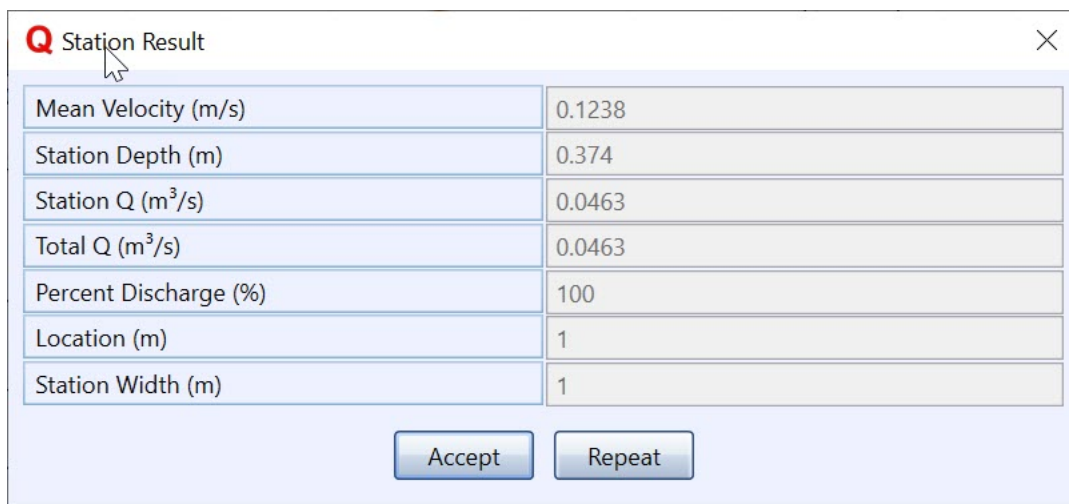 Q Station Result
Mean Velocity (m/s) 0.1238
Station Depth (m) 0.374
Station Q (m³/s) 0.0463
Total Q (m³/s) 0.0463
Percent Discharge (%) 100
Location (m) 1
Station Width (m) 1
Accept Repeat